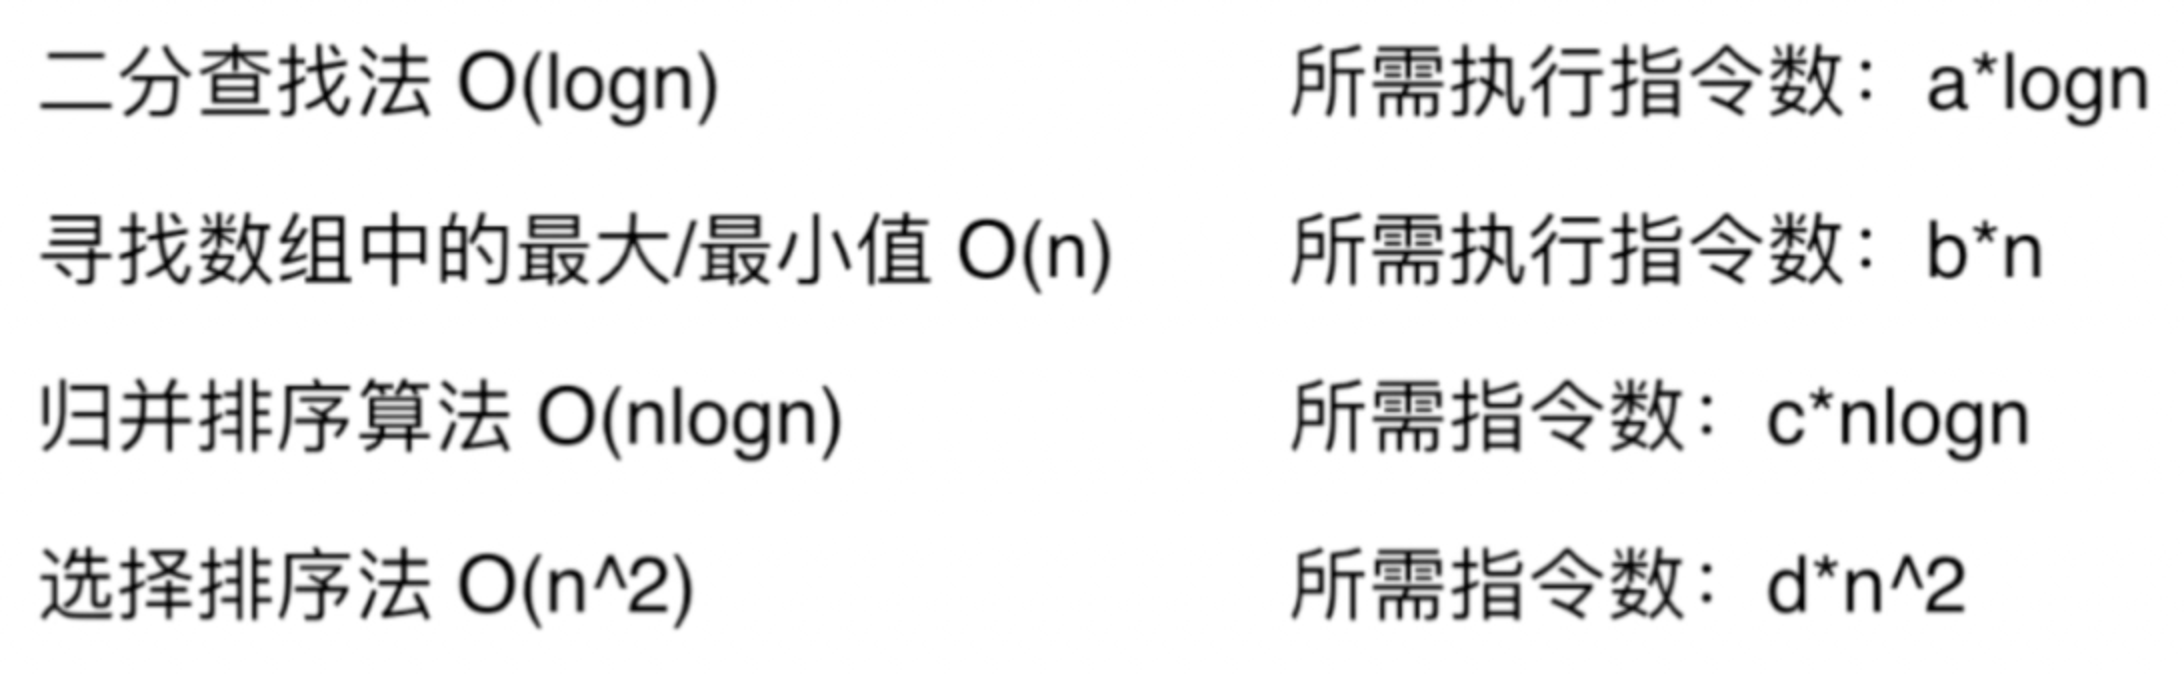 二分查找法 O(logn) 所需执行指令数：a*logn
寻找数组中的最大/最小值 O(n) 所需执行指令数：b*n
归并排序算法 O(nlogn) 所需指令数：c*nlogn
选择排序法 O(n^2) 所需指令数：d*n^2